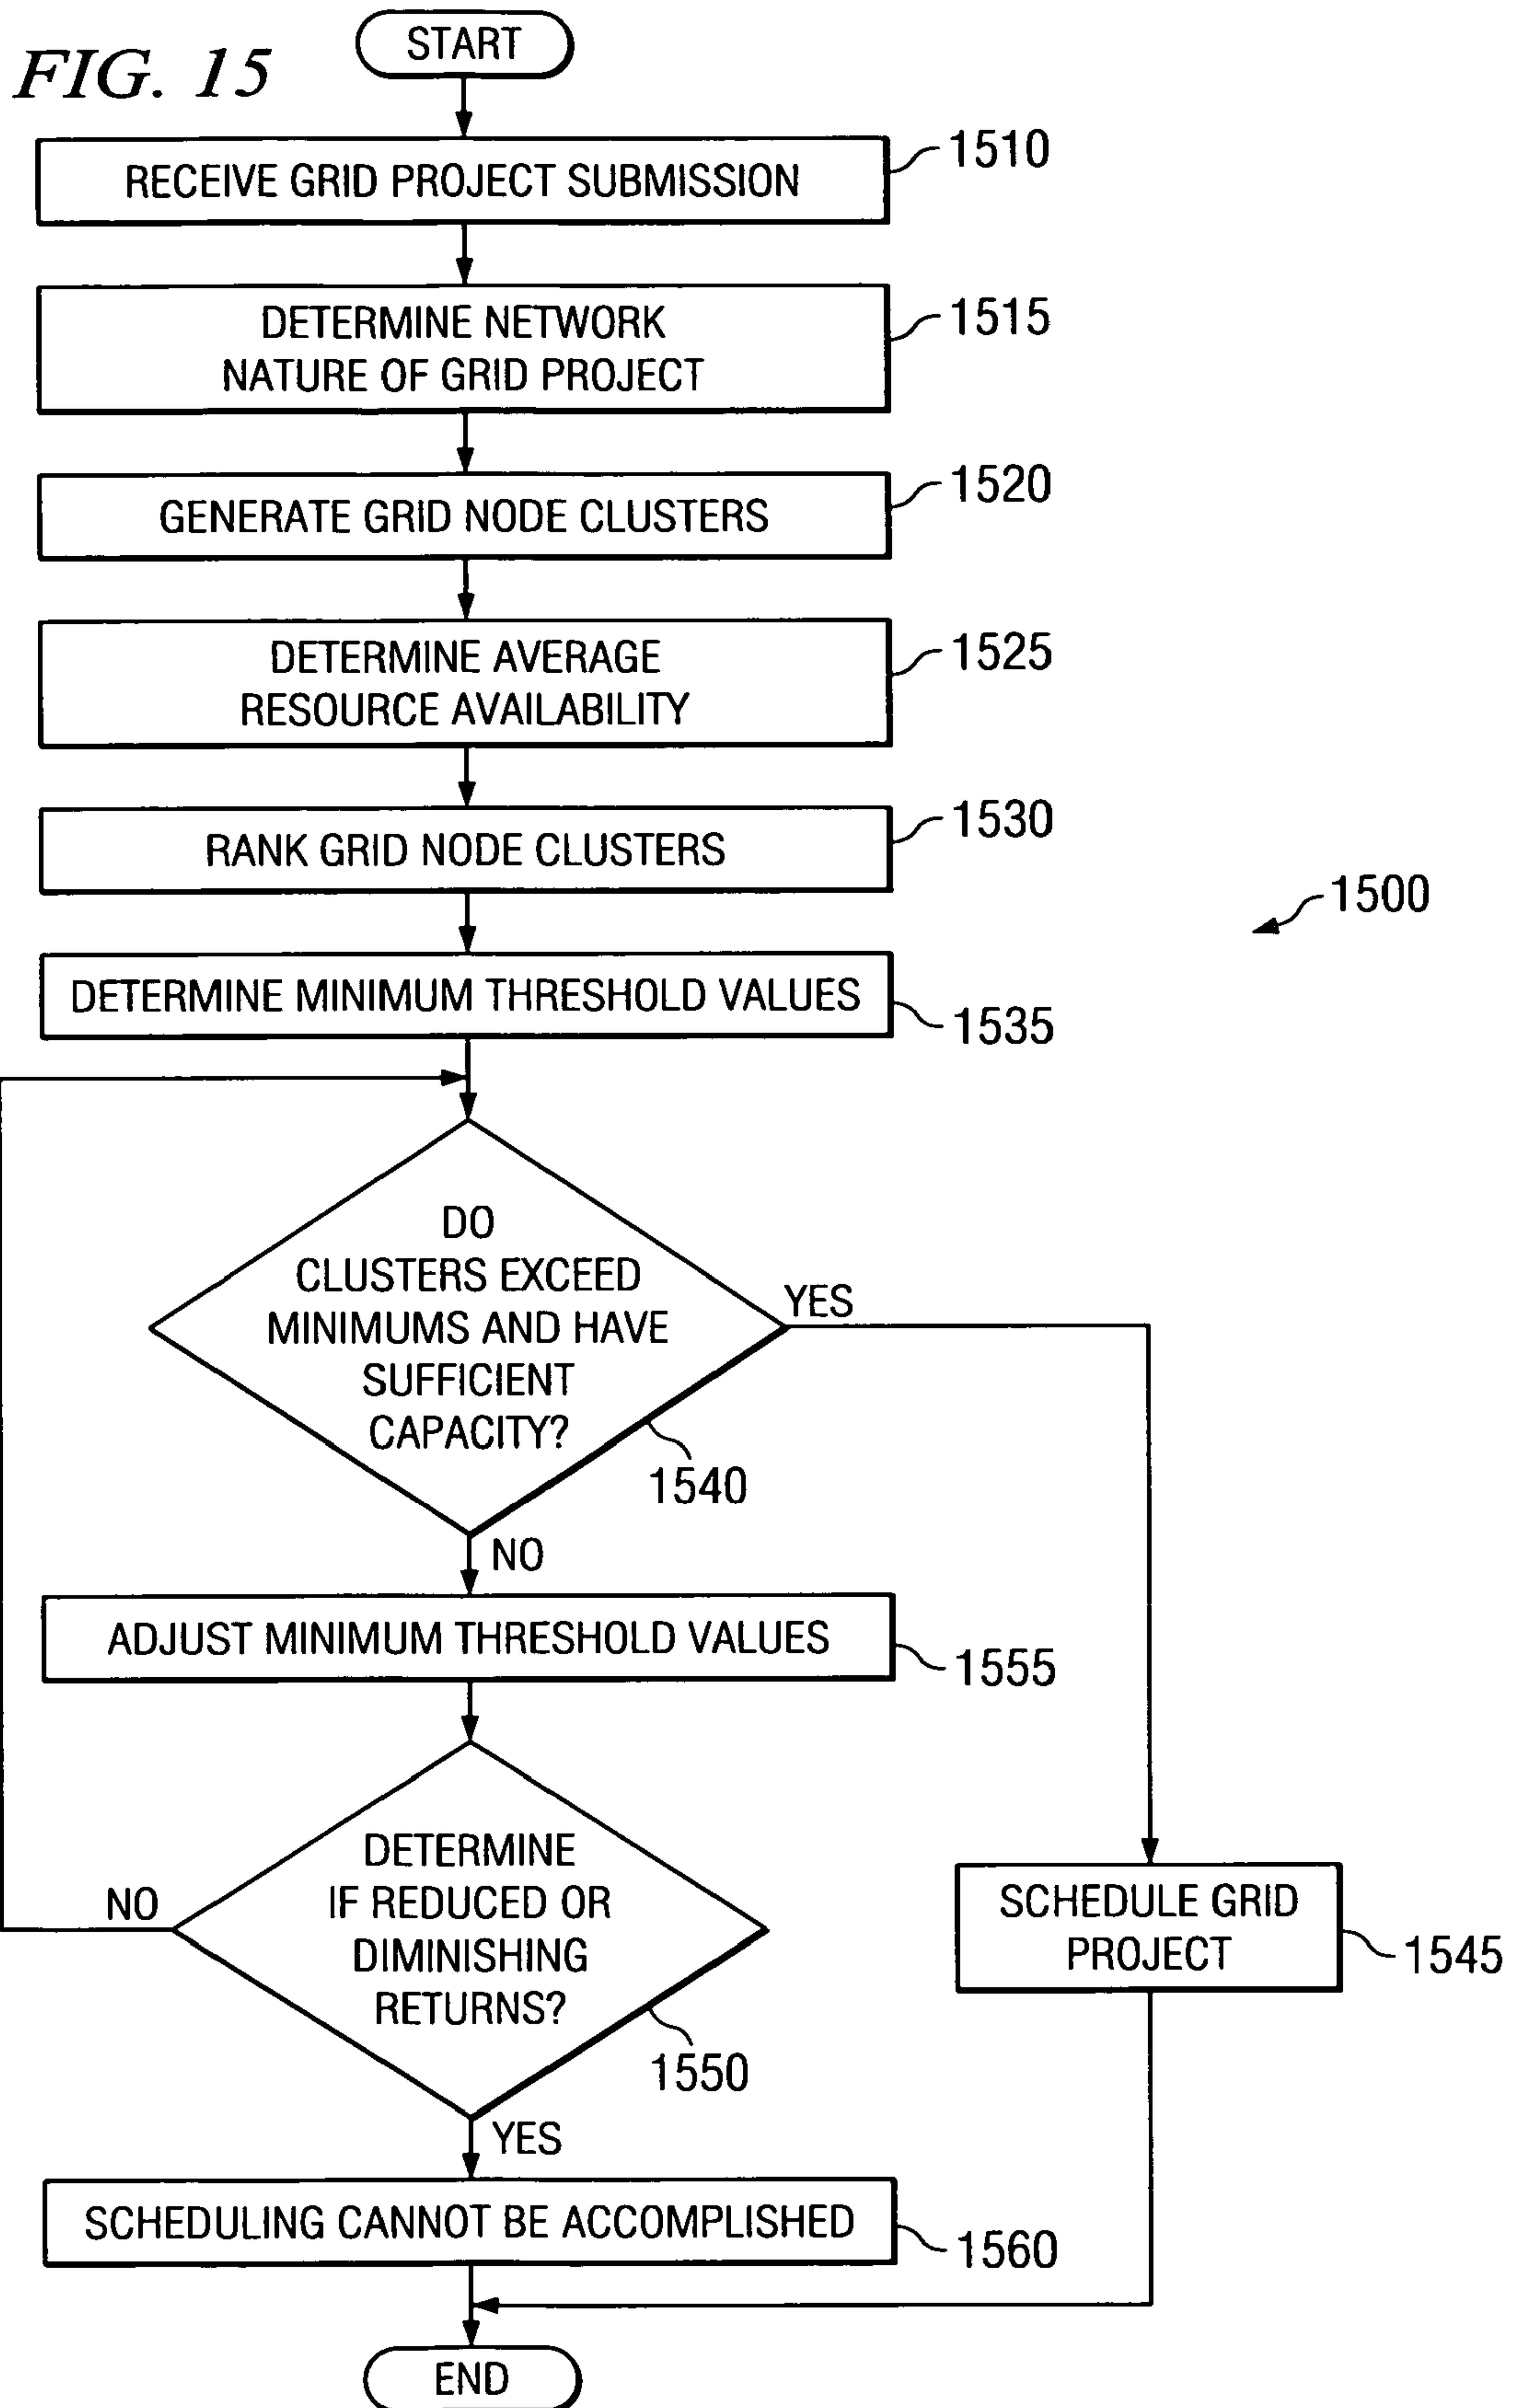 FIG. 15
START
RECEIVE GRID PROJECT SUBMISSION
1510
DETERMINE NETWORK
NATURE OF GRID PROJECT
1515
GENERATE GRID NODE CLUSTERS
1520
DETERMINE AVERAGE
RESOURCE AVAILABILITY
1525
RANK GRID NODE CLUSTERS
1530
1500
DETERMINE MINIMUM THRESHOLD VALUES
1535
DO
CLUSTERS EXCEED
MINIMUMS AND HAVE
SUFFICIENT
CAPACITY?
YES
1540
NO
ADJUST MINIMUM THRESHOLD VALUES
1555
DETERMINE
IF REDUCED OR
DIMINISHING
RETURNS?
NO
1550
SCHEDULE GRID
PROJECT
1545
YES
SCHEDULING CANNOT BE ACCOMPLISHED
1560
END